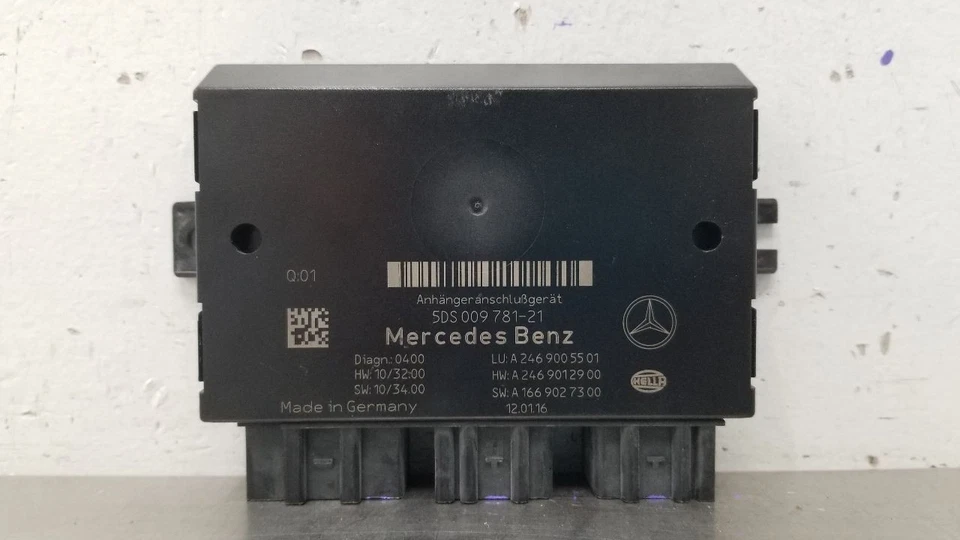 Q:01
Anhängeranschlußgerät
5DS 009 781-21
Mercedes Benz
Diagn.: 0400 LU: A 246 900 55 01
HW: 10/32.00 HW: A 246 901 29 00
SW: 10/34.00 SW: A 166 902 73 00
Made in Germany 12.01.16
HELLA